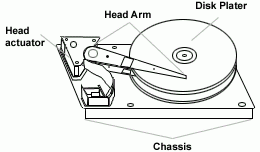 Disk Plater
Head Arm
Head
actuator
Chassis